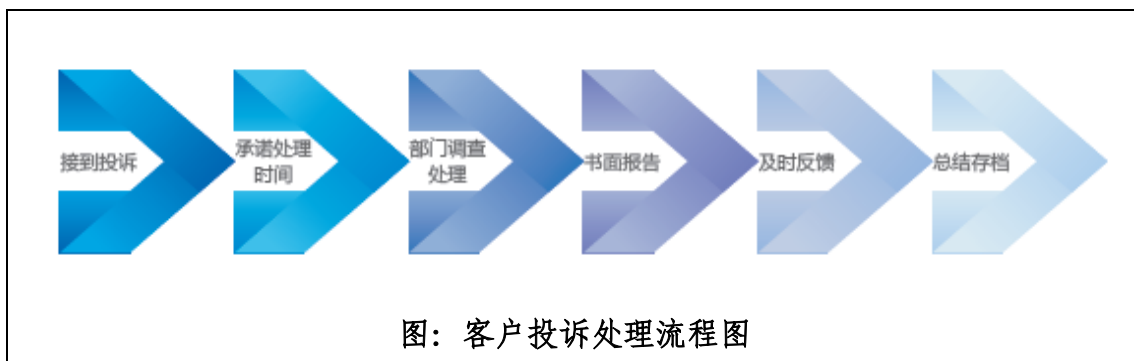 接到投诉
承诺处理
时间
部门调查
处理
书面报告
及时反馈
总结存档
图：客户投诉处理流程图